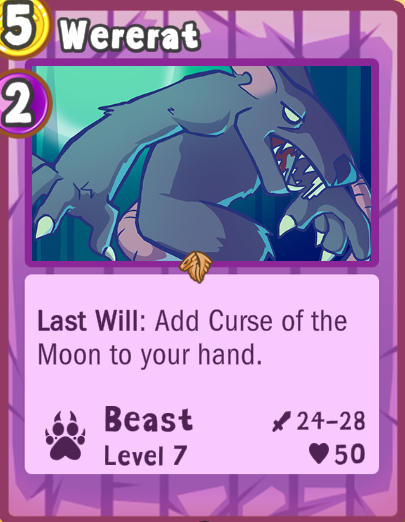 5
Wererat
2
Last Will: Add Curse of the
Moon to your hand.
Beast
24–28
Level 7
50